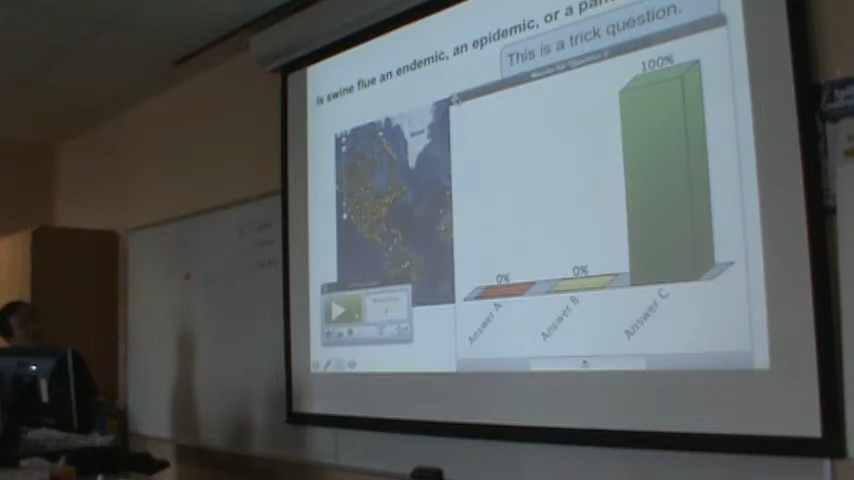 Is swine flue an endemic, an epidemic, or a pan
This is a trick question.
100%
0%
0%
Answer A
Answer B
Answer C